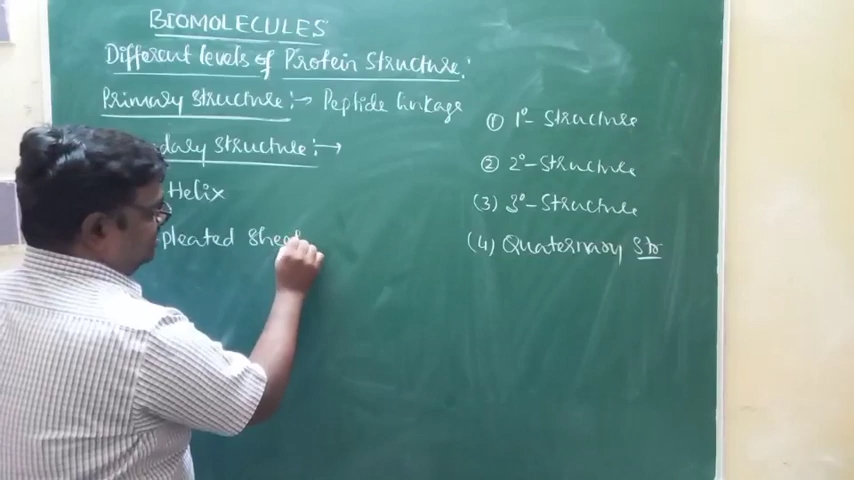 BIOMOLECULES
Different levels of Protein Structure:
Primary Structure :→ Peptide linkage
dary Structure :→
Helix
pleated Sheet
① 1°- Structure
② 2°- Structure
(3) 3°- Structure
(4) Quaternary Str